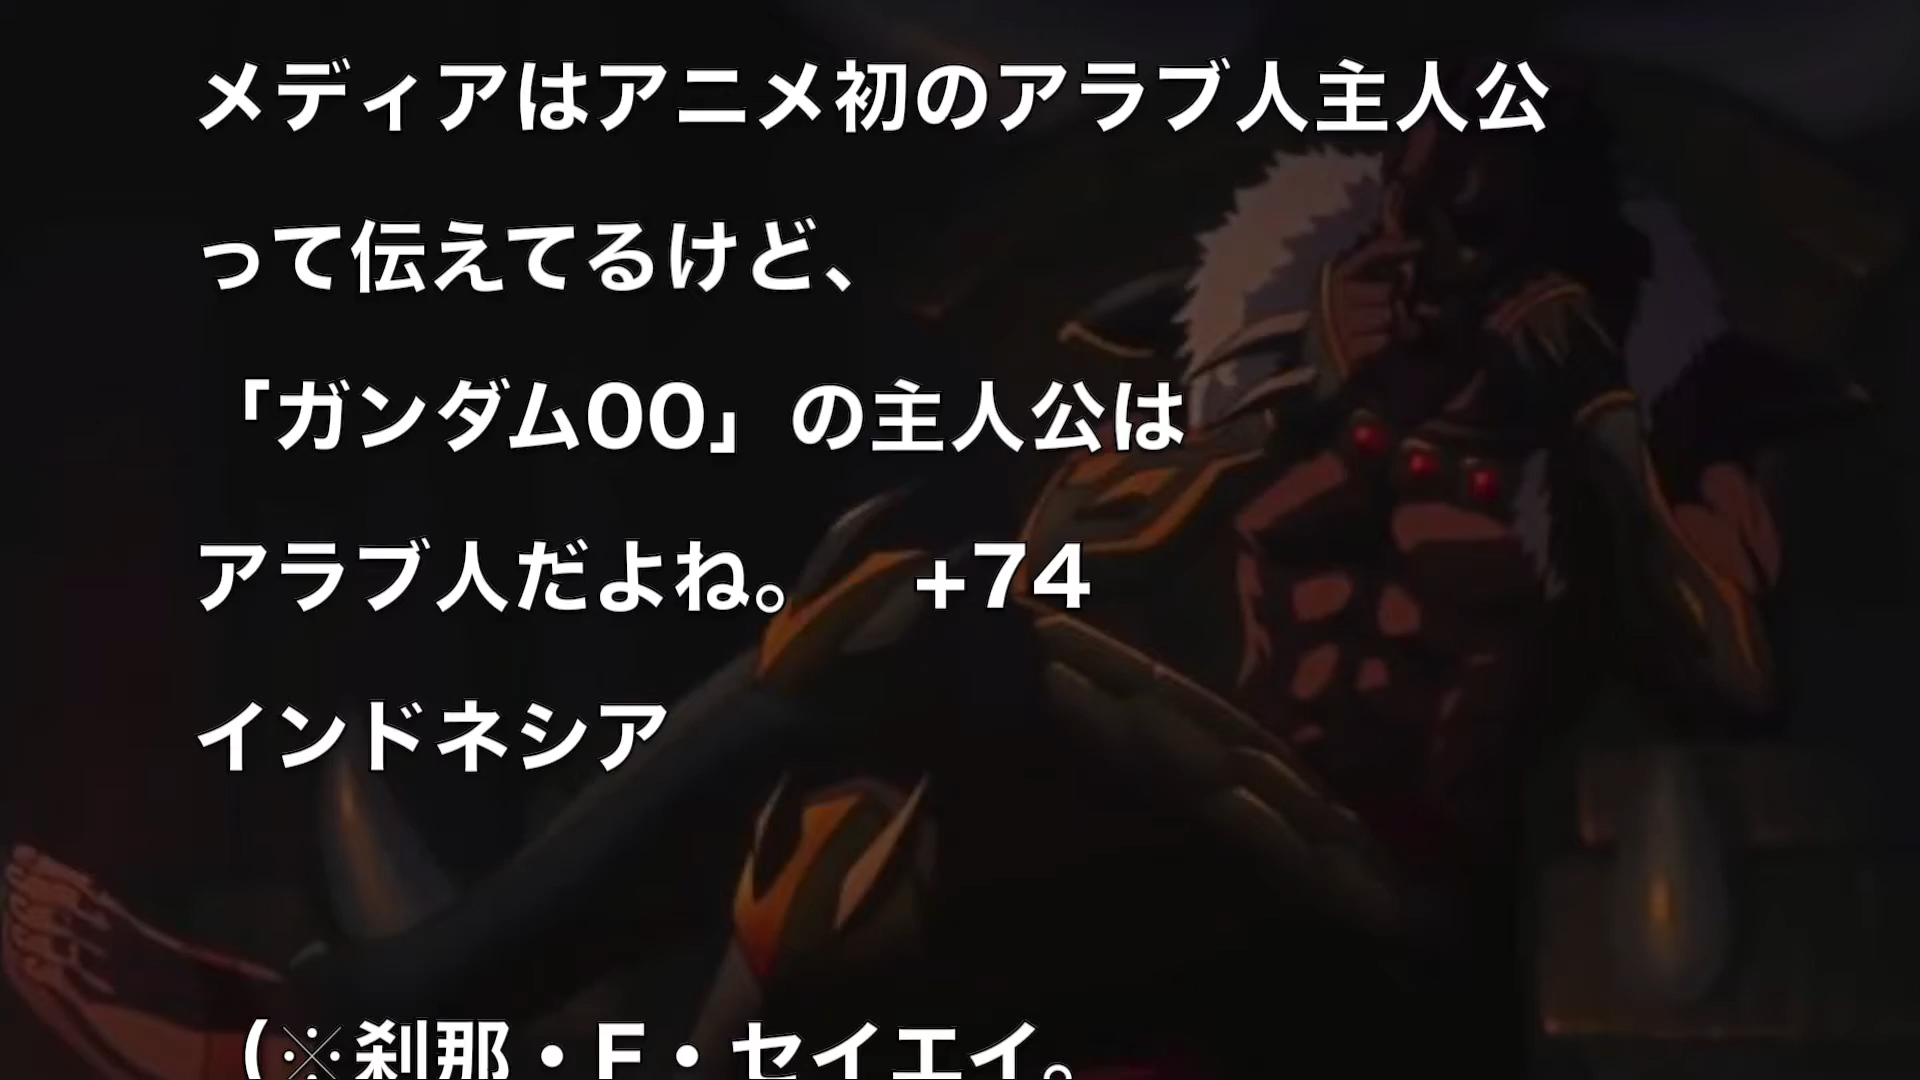 メディアはアニメ初のアラブ人主人公
って伝えてるけど、
「ガンダム00」の主人公は
アラブ人だよね。　+74
インドネシア
（※刹那・F・セイエイ。